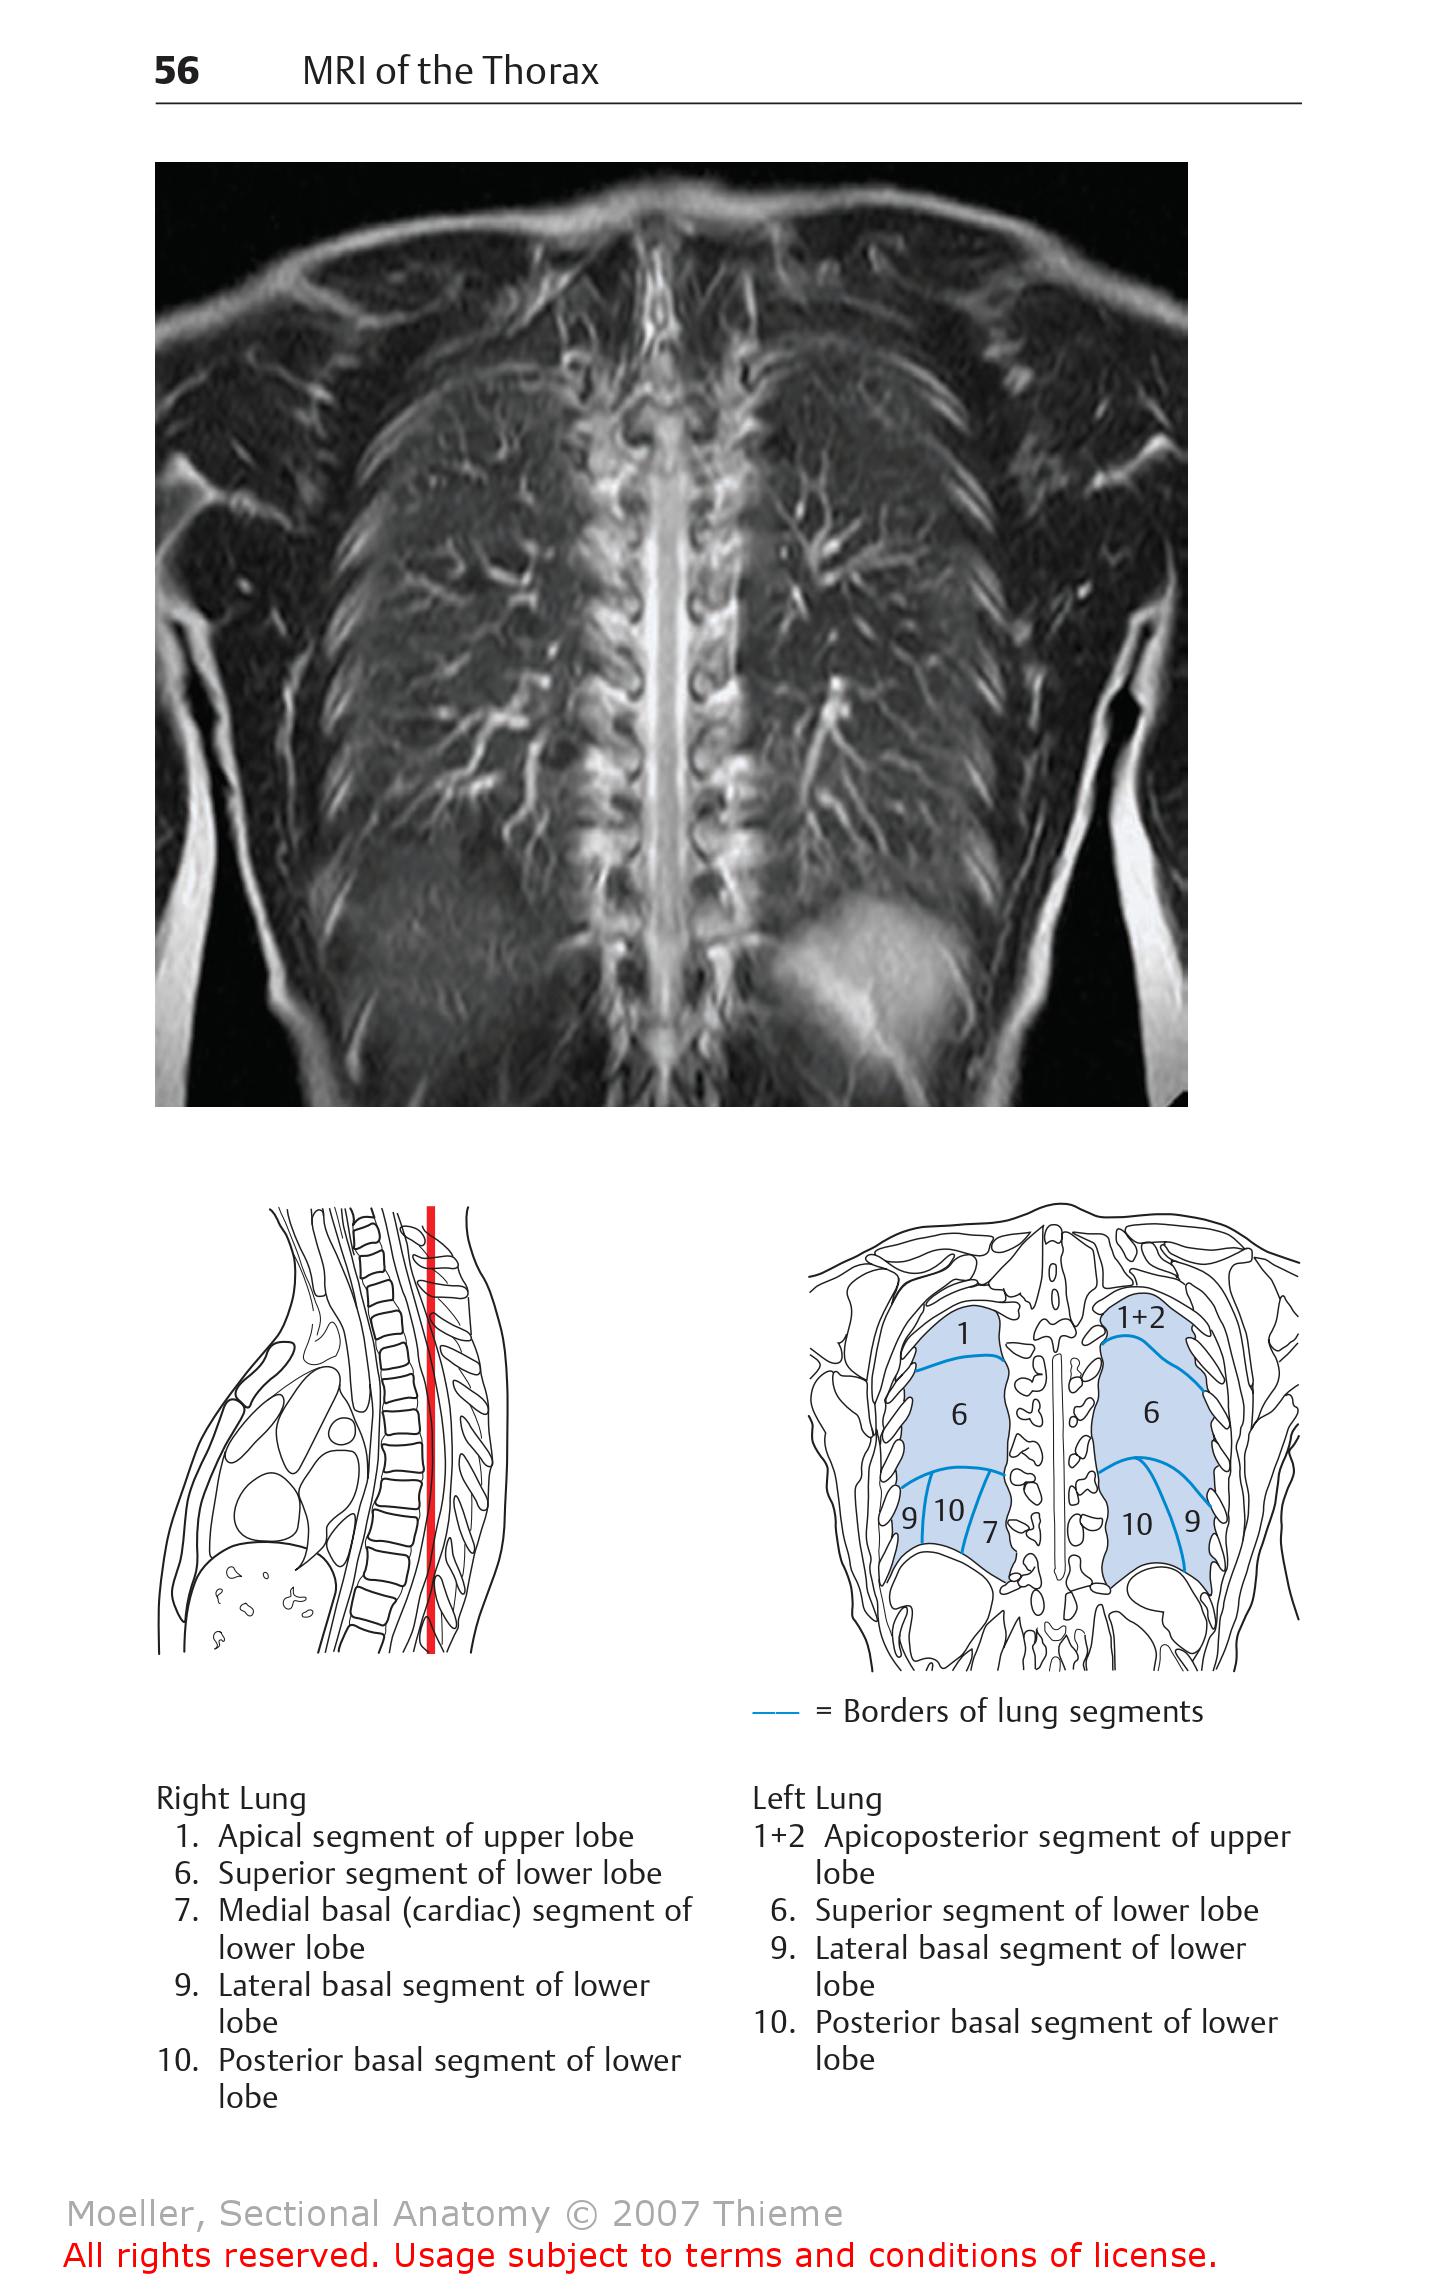 56 MRI of the Thorax
1
1+2
6
6
9
10
7
10
9
= Borders of lung segments
Right Lung
1. Apical segment of upper lobe
6. Superior segment of lower lobe
7. Medial basal (cardiac) segment of
lower lobe
9. Lateral basal segment of lower
lobe
10. Posterior basal segment of lower
lobe
Left Lung
1+2 Apicoposterior segment of upper
lobe
6. Superior segment of lower lobe
9. Lateral basal segment of lower
lobe
10. Posterior basal segment of lower
lobe
Moeller, Sectional Anatomy © 2007 Thieme
All rights reserved. Usage subject to terms and conditions of license.